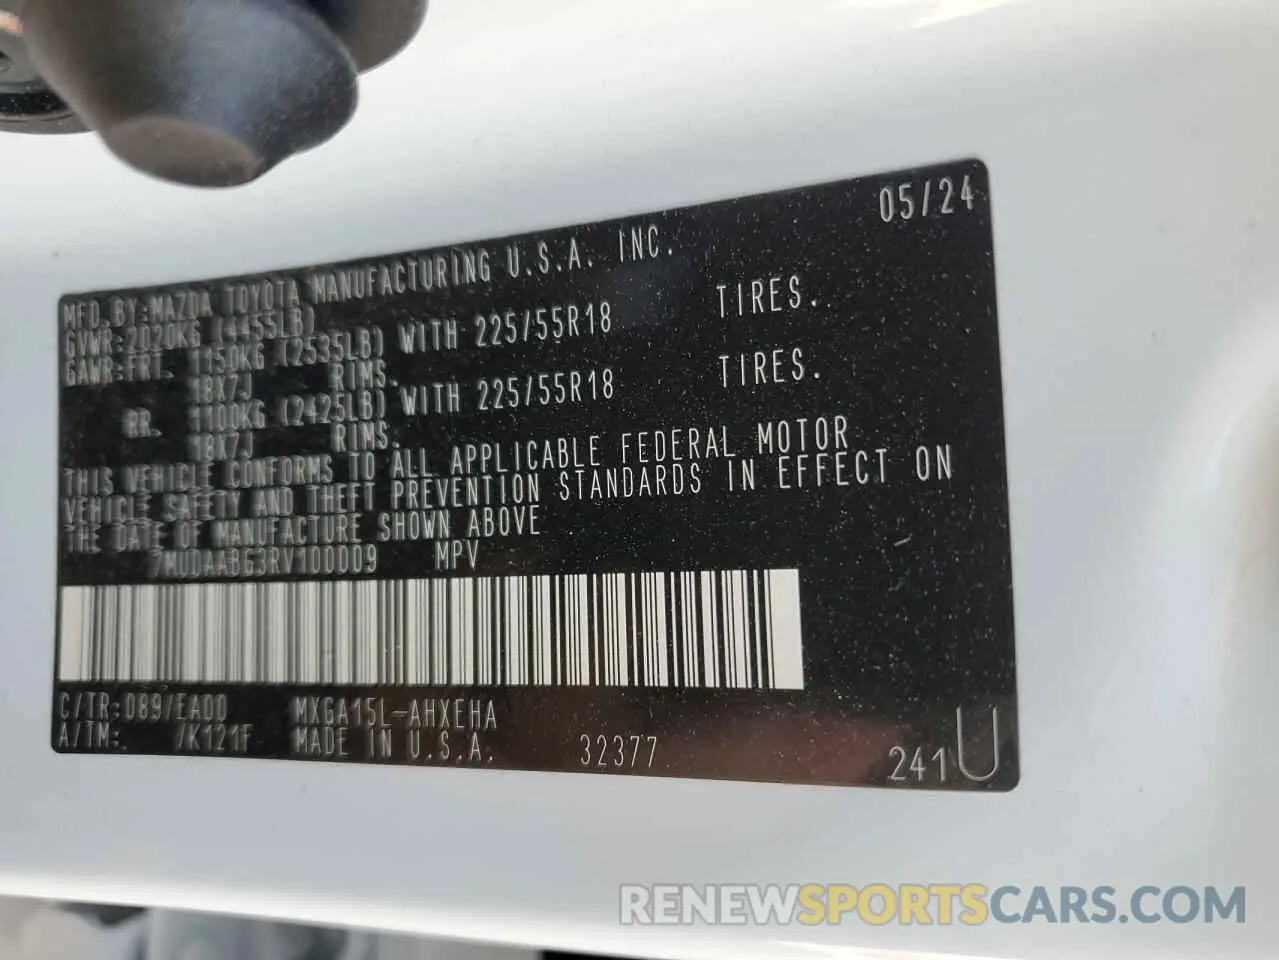 05/24
MFD. BY: MAZDA TOYOTA MANUFACTURING U.S.A. INC.
GVWR: 2020KG (4455LB)
GAWR: FRT. 1150KG (2535LB) WITH 225/55R18 TIRES.
18X7J RIMS.
RR. 1100KG (2425LB) WITH 225/55R18 TIRES.
18X7J RIMS.
THIS VEHICLE CONFORMS TO ALL APPLICABLE FEDERAL MOTOR
VEHICLE SAFETY AND THEFT PREVENTION STANDARDS IN EFFECT ON
THE DATE OF MANUFACTURE SHOWN ABOVE
MPV
C/TR: 089/EA00 MXGA15L-AHXEHA
A/TM: /K121F MADE IN U.S.A. 32377 241U
RENEWSPORTSCARS.COM